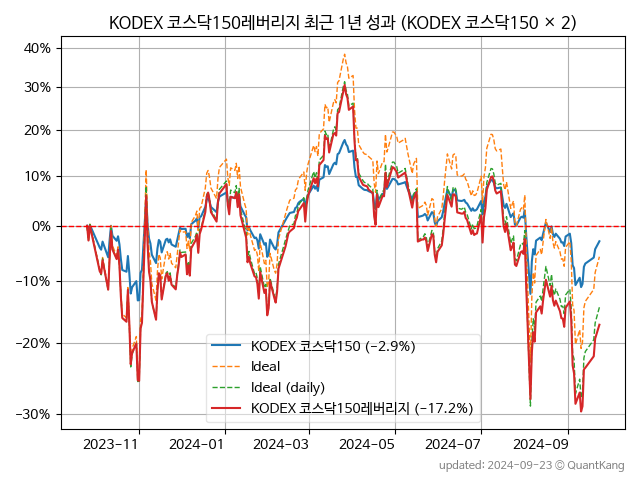 KODEX 코스닥150레버리지 최근 1년 성과 (KODEX 코스닥150 × 2)
40%
30%
20%
10%
0%
−10%
−20%
−30%
KODEX 코스닥150 (−2.9%)
Ideal
Ideal (daily)
KODEX 코스닥150레버리지 (−17.2%)
2023-11
2024-01
2024-03
2024-05
2024-07
2024-09
updated: 2024-09-23 © QuantKang